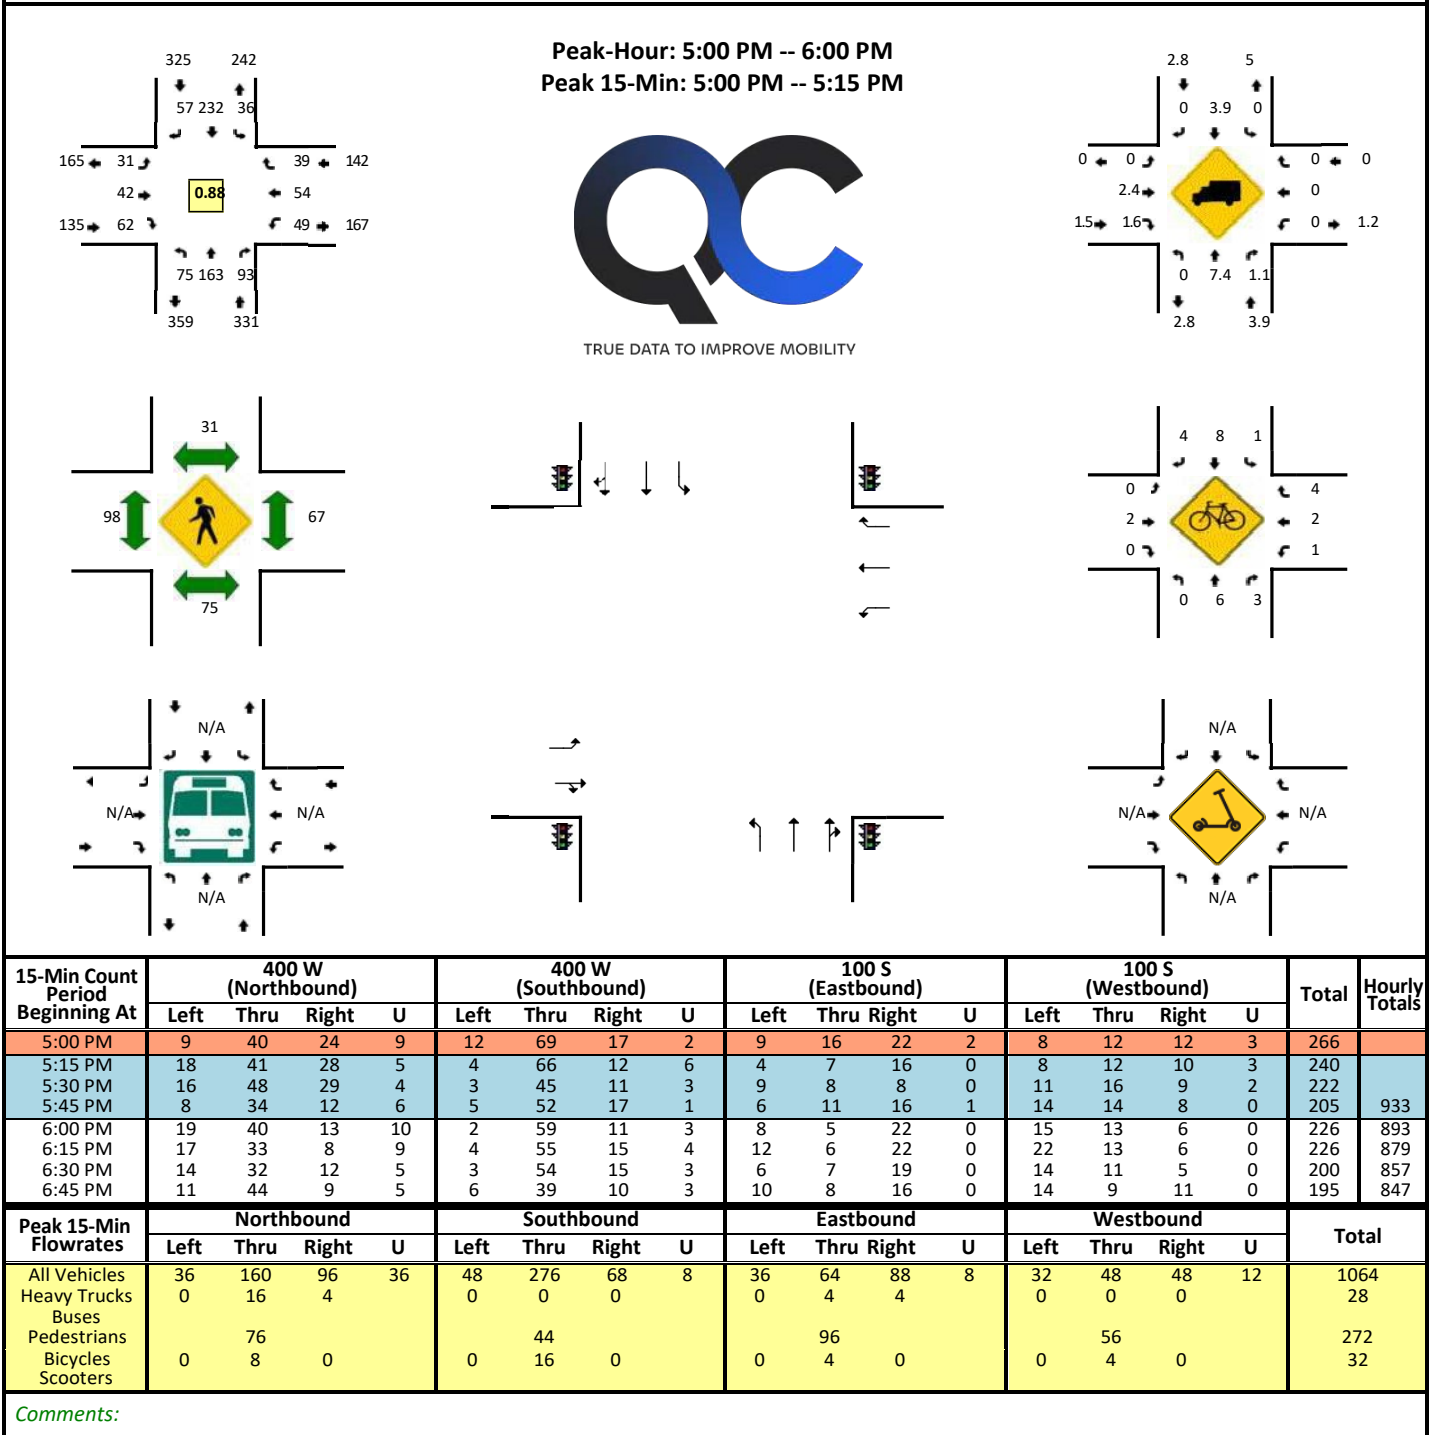 Peak-Hour: 5:00 PM -- 6:00 PM
Peak 15-Min: 5:00 PM -- 5:15 PM
325 242
57 232 36
165 31 39 142
42 0.88 54
135 62 49 167
75 163 93
359 331
QC
TRUE DATA TO IMPROVE MOBILITY
2.8 5
0 3.9 0
0 0 0 0
2.4 0
1.5 1.6 0 1.2
0 7.4 1.1
2.8 3.9
31
98 67
75
4 8 1
0 4
2 2
0 1
0 6 3
N/A
N/A N/A
N/A
N/A
N/A N/A
N/A
15-Min Count Period Beginning At 400 W (Northbound) 400 W (Southbound) 100 S (Eastbound) 100 S (Westbound) Total Hourly Totals
Left Thru Right U Left Thru Right U Left Thru Right U Left Thru Right U
5:00 PM 9 40 24 9 12 69 17 2 9 16 22 2 8 12 12 3 266
5:15 PM 18 41 28 5 4 66 12 6 4 7 16 0 8 12 10 3 240
5:30 PM 16 48 29 4 3 45 11 3 9 8 8 0 11 16 9 2 222
5:45 PM 8 34 12 6 5 52 17 1 6 11 16 1 14 14 8 0 205 933
6:00 PM 19 40 13 10 2 59 11 3 8 5 22 0 15 13 6 0 226 893
6:15 PM 17 33 8 9 4 55 15 4 12 6 22 0 22 13 6 0 226 879
6:30 PM 14 32 12 5 3 54 15 3 6 7 19 0 14 11 5 0 200 857
6:45 PM 11 44 9 5 6 39 10 3 10 8 16 0 14 9 11 0 195 847
Peak 15-Min Flowrates Northbound Southbound Eastbound Westbound Total
Left Thru Right U Left Thru Right U Left Thru Right U Left Thru Right U
All Vehicles 36 160 96 36 48 276 68 8 36 64 88 8 32 48 48 12 1064
Heavy Trucks 0 16 4 0 0 0 0 4 4 0 0 0 28
Buses
Pedestrians 76 44 96 56 272
Bicycles 0 8 0 0 16 0 0 4 0 0 4 0 32
Scooters
Comments: